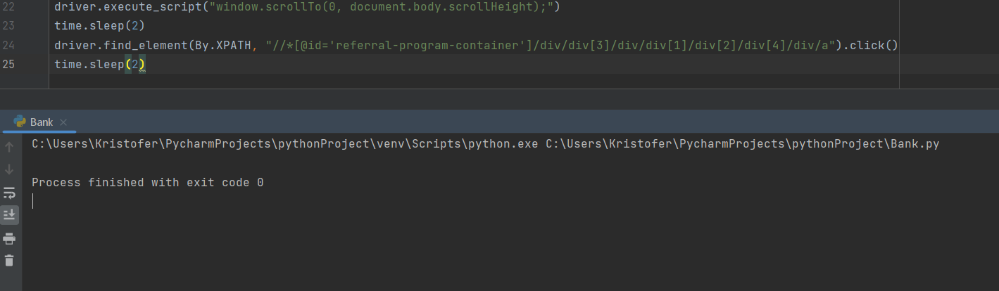 22 driver.execute_script("window.scrollTo(0, document.body.scrollHeight);")
23 time.sleep(2)
24 driver.find_element(By.XPATH, "//*[@id='referral-program-container']/div/div[3]/div/div[1]/div[2]/div[4]/div/a").click()
25 time.sleep(2)
Bank
C:\Users\Kristofer\PycharmProjects\pythonProject\venv\Scripts\python.exe C:\Users\Kristofer\PycharmProjects\pythonProject\Bank.py
Process finished with exit code 0